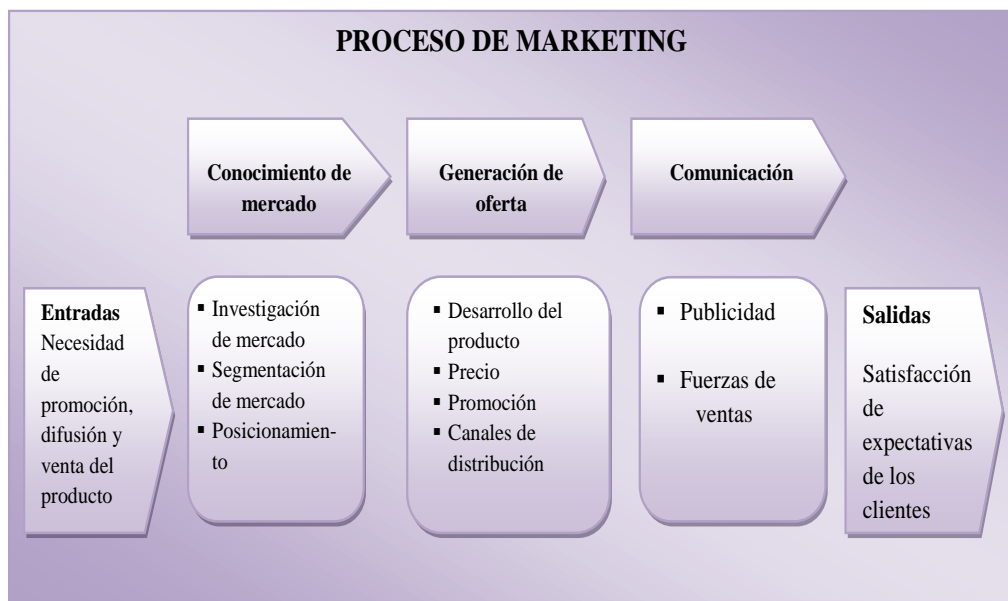 PROCESO DE MARKETING
Conocimiento de
mercado
Generación de
oferta
Comunicación
Entradas
Necesidad
de
promoción,
difusión y
venta del
producto
▪ Investigación
de mercado
▪ Segmentación
de mercado
▪ Posicionamien-
to
▪ Desarrollo del
producto
▪ Precio
▪ Promoción
▪ Canales de
distribución
▪ Publicidad
▪ Fuerzas de
ventas
Salidas
Satisfacción
de
expectativas
de los
clientes